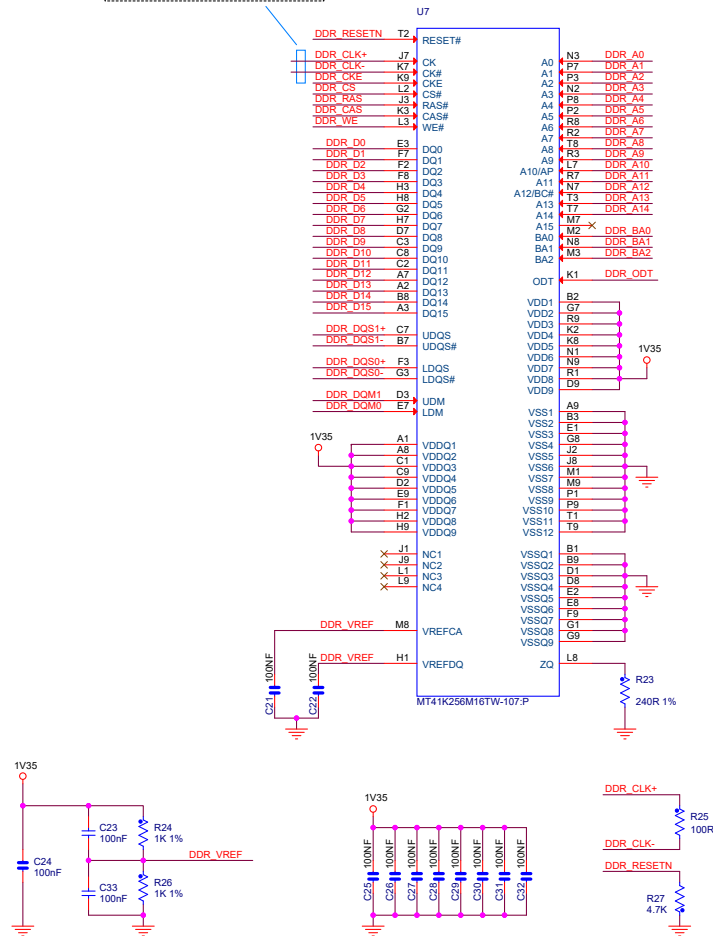 U7
DDR_RESETN T2 RESET#
DDR_CLK+ J7 CK
DDR_CLK- K7 CK#
DDR_CKE K9 CKE
DDR_CS L2 CS#
DDR_RAS J3 RAS#
DDR_CAS K3 CAS#
DDR_WE L3 WE#
DDR_D0 E3 DQ0
DDR_D1 F7 DQ1
DDR_D2 F2 DQ2
DDR_D3 F8 DQ3
DDR_D4 H3 DQ4
DDR_D5 H8 DQ5
DDR_D6 G2 DQ6
DDR_D7 H7 DQ7
DDR_D8 D7 DQ8
DDR_D9 C3 DQ9
DDR_D10 C8 DQ10
DDR_D11 C2 DQ11
DDR_D12 A7 DQ12
DDR_D13 A2 DQ13
DDR_D14 B8 DQ14
DDR_D15 A3 DQ15
DDR_DQS1+ C7 UDQS
DDR_DQS1- B7 UDQS#
DDR_DQS0+ F3 LDQS
DDR_DQS0- G3 LDQS#
DDR_DQM1 D3 UDM
DDR_DQM0 E7 LDM
1V35
A1 VDDQ1
A8 VDDQ2
C1 VDDQ3
C9 VDDQ4
D2 VDDQ5
E9 VDDQ6
F1 VDDQ7
H2 VDDQ8
H9 VDDQ9
J1 NC1
J9 NC2
L1 NC3
L9 NC4
DDR_VREF M8 VREFCA
DDR_VREF H1 VREFDQ
C21 100NF
C22 100NF
A0 N3 DDR_A0
A1 P7 DDR_A1
A2 P3 DDR_A2
A3 N2 DDR_A3
A4 P8 DDR_A4
A5 P2 DDR_A5
A6 R8 DDR_A6
A7 R2 DDR_A7
A8 T8 DDR_A8
A9 R3 DDR_A9
A10/AP L7 DDR_A10
A11 R7 DDR_A11
A12/BC# N7 DDR_A12
A13 T3 DDR_A13
A14 T7 DDR_A14
A15 M7
BA0 M2 DDR_BA0
BA1 N8 DDR_BA1
BA2 M3 DDR_BA2
ODT K1 DDR_ODT
VDD1 B2
VDD2 G7
VDD3 R9
VDD4 K2
VDD5 K8
VDD6 N1
VDD7 N9
VDD8 R1
VDD9 D9
1V35
VSS1 A9
VSS2 B3
VSS3 E1
VSS4 G8
VSS5 J2
VSS6 J8
VSS7 M1
VSS8 M9
VSS9 P1
VSS10 P9
VSS11 T1
VSS12 T9
VSSQ1 B1
VSSQ2 B9
VSSQ3 D1
VSSQ4 D8
VSSQ5 E2
VSSQ6 E8
VSSQ7 F9
VSSQ8 G1
VSSQ9 G9
ZQ L8
R23
240R 1%
MT41K256M16TW-107:P
1V35
C24
100nF
C23
100nF
R24
1K 1%
DDR_VREF
C33
100nF
R26
1K 1%
1V35
C25 100NF
C26 100NF
C27 100NF
C28 100NF
C29 100NF
C30 100NF
C31 100NF
C32 100NF
DDR_CLK+
R25
100R
DDR_CLK-
DDR_RESETN
R27
4.7K